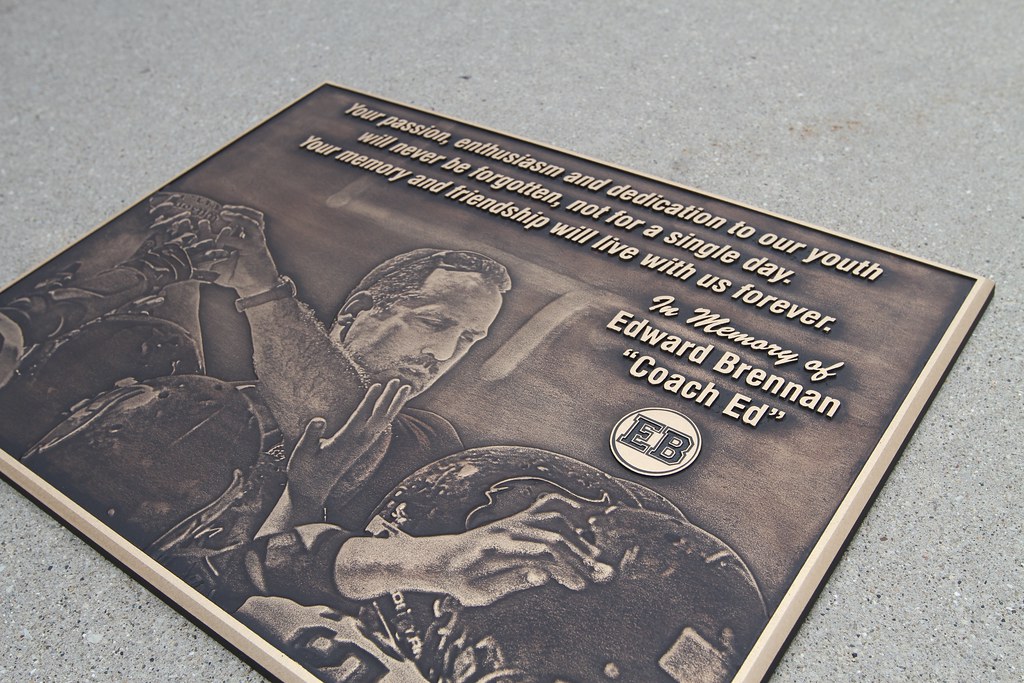 Your passion, enthusiasm and dedication to our youth
will never be forgotten, not for a single day.
Your memory and friendship will live with us forever.
In Memory of
Edward Brennan
“Coach Ed”
EB